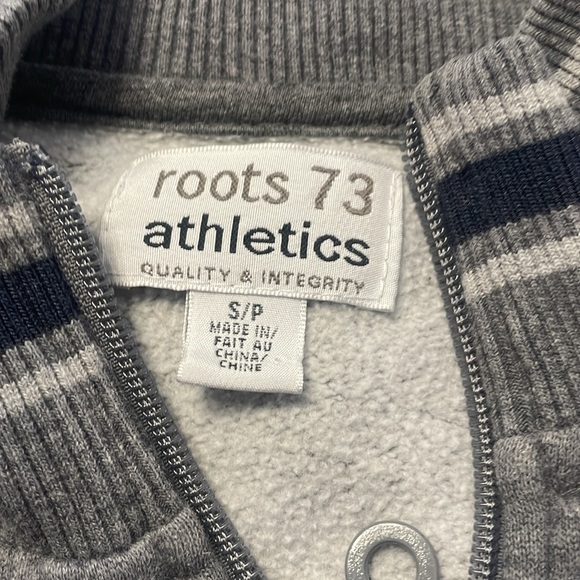 roots 73
athletics
QUALITY & INTEGRITY
S/P
MADE IN/
FAIT AU
CHINA/
CHINE